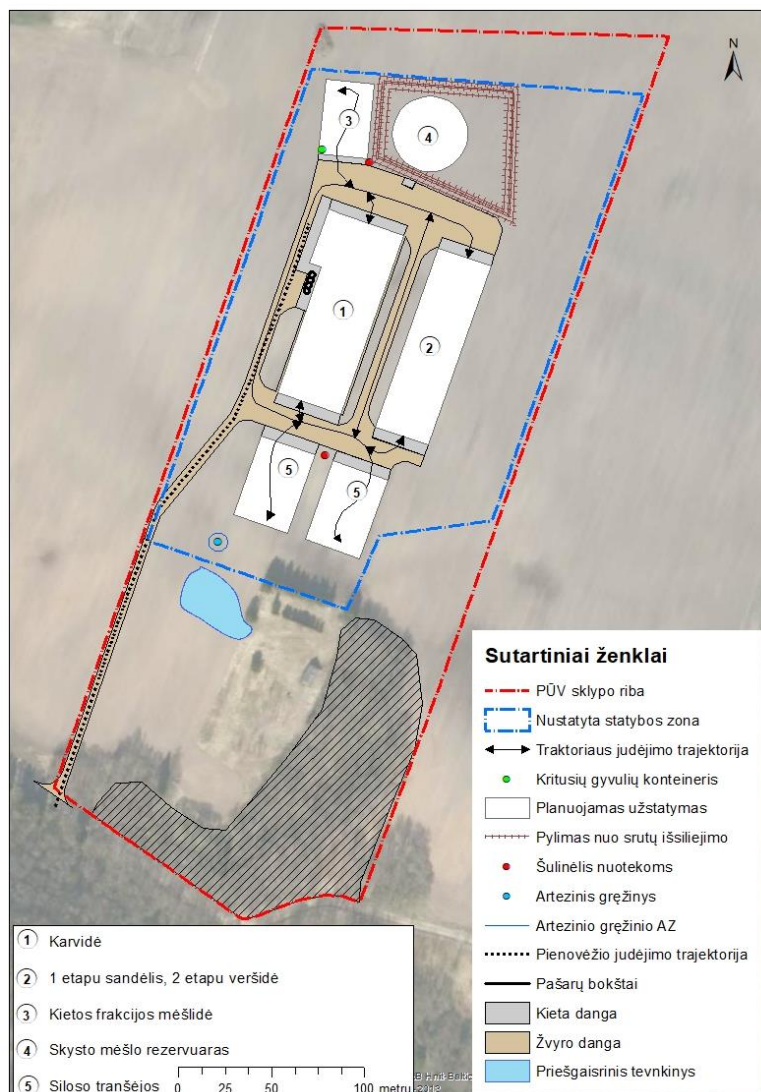 N
3
4
1
2
5
5
Sutartiniai ženklai
PŪV sklypo riba
Nustatyta statybos zona
Traktoriaus judėjimo trajektorija
Kritusių gyvulių konteineris
Planuojamas užstatymas
Pylimas nuo srutų išsiliejimo
Šulinėlis nuotekoms
Artezinis gręžinys
Artezinio gręžinio AZ
Pienovėžio judėjimo trajektorija
Pašarų bokštai
Kieta danga
Žvyro danga
Priešgaisrinis tevnkinys
1 Karvidė
2 1 etapu sandėlis, 2 etapu veršidė
3 Kietos frakcijos mėšlidė
4 Skysto mėšlo rezervuaras
5 Siloso tranšėjos
0 25 50 100 metrų